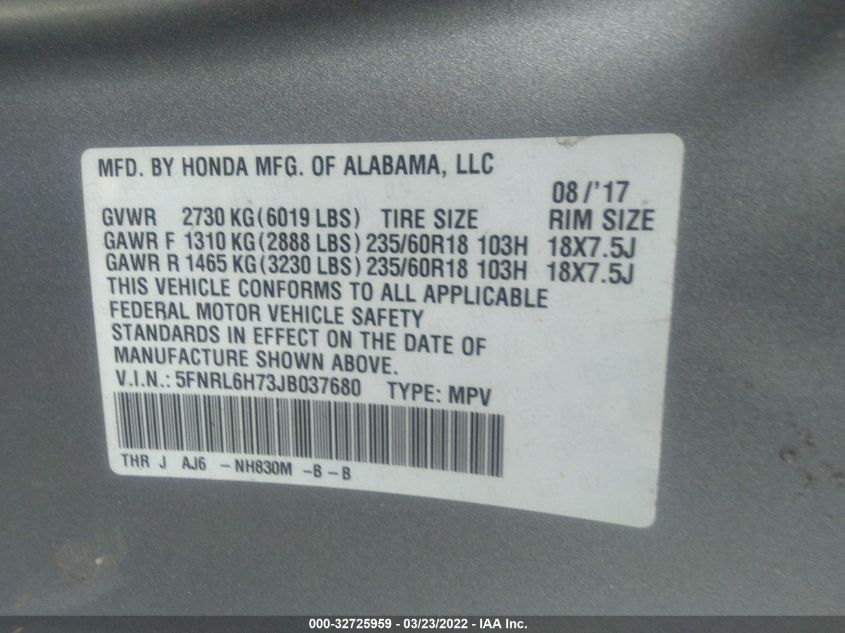 MFD. BY HONDA MFG. OF ALABAMA, LLC
08/'17
GVWR 2730 KG(6019 LBS) TIRE SIZE RIM SIZE
GAWR F 1310 KG(2888 LBS) 235/60R18 103H 18X7.5J
GAWR R 1465 KG(3230 LBS) 235/60R18 103H 18X7.5J
THIS VEHICLE CONFORMS TO ALL APPLICABLE
FEDERAL MOTOR VEHICLE SAFETY
STANDARDS IN EFFECT ON THE DATE OF
MANUFACTURE SHOWN ABOVE.
V.I.N.: 5FNRL6H73JB037680 TYPE: MPV
THR J AJ6 -NH830M -B-B
000-32725959 - 03/23/2022 - IAA Inc.